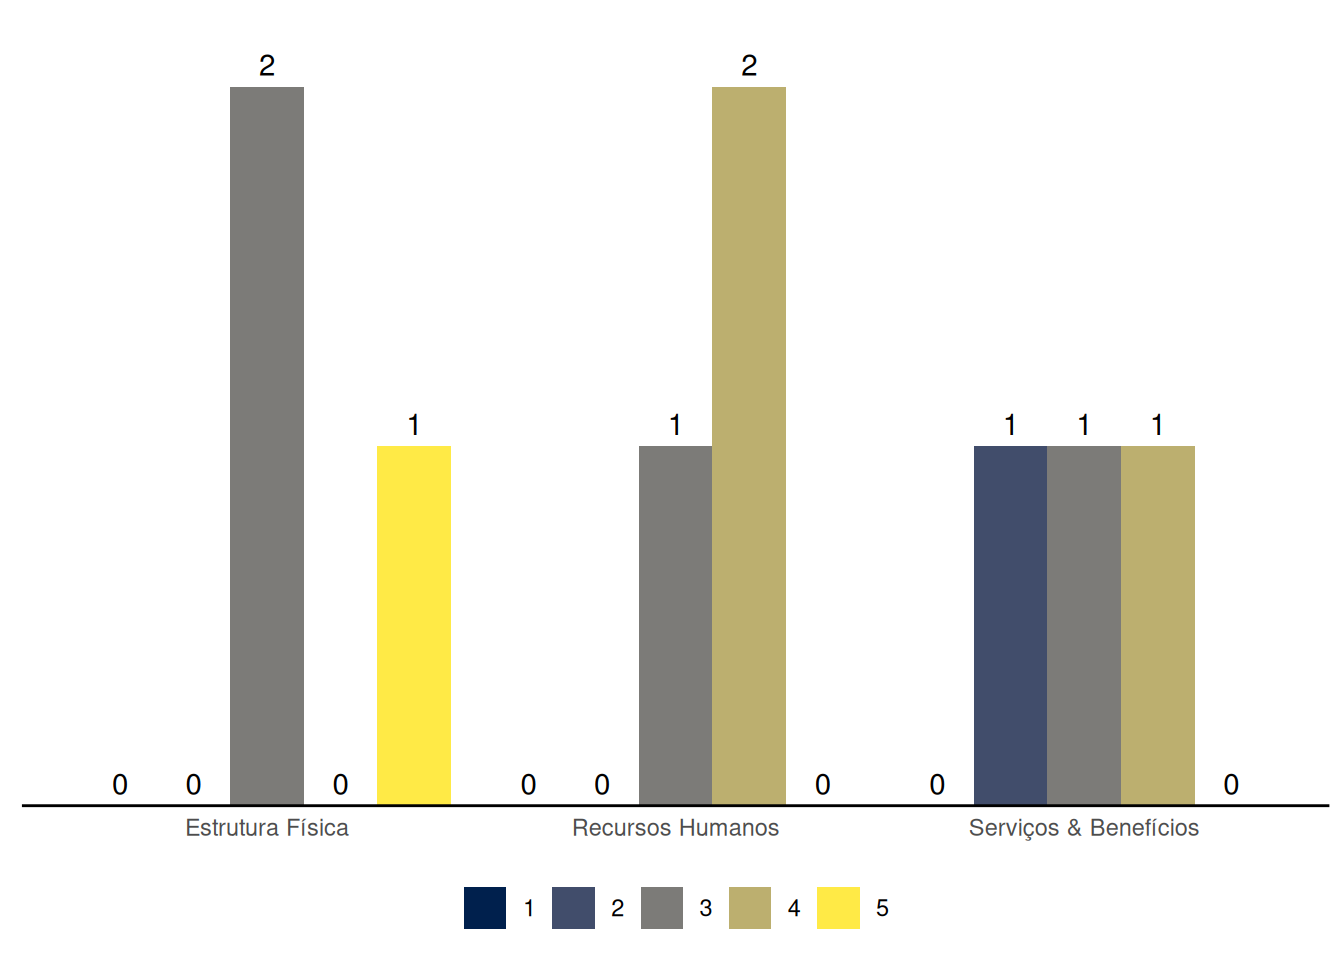 2 2
1 1 1 1 1
0 0 0 0 0 0 0 0
Estrutura Física Recursos Humanos Serviços & Benefícios
1 2 3 4 5